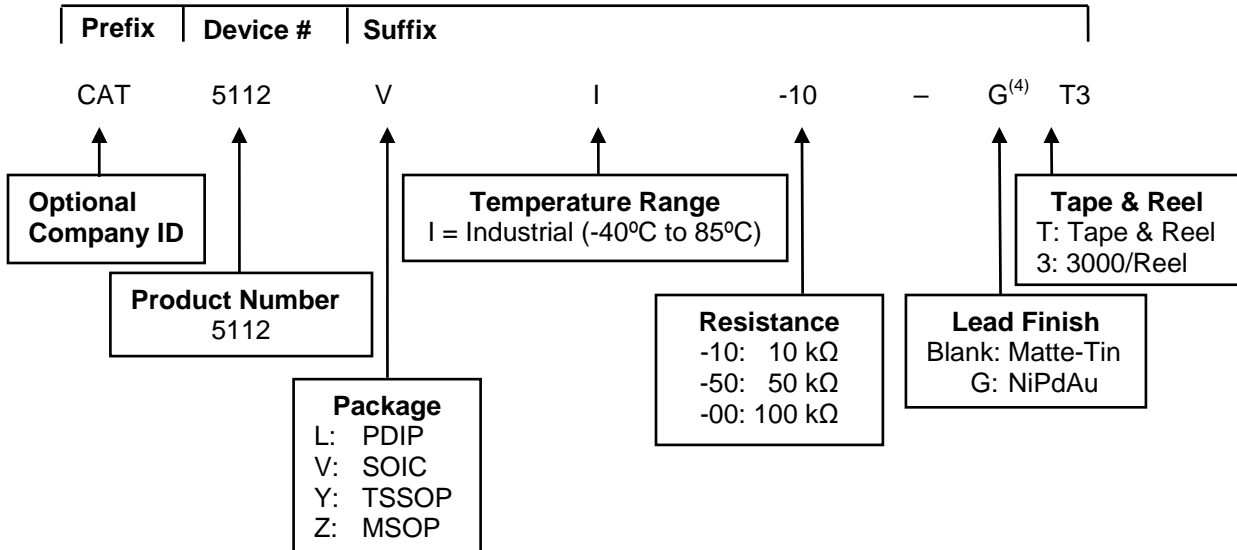 Prefix Device # Suffix
CAT 5112 V I -10 – G(4) T3
Optional
Company ID
Product Number
5112
Package
L: PDIP
V: SOIC
Y: TSSOP
Z: MSOP
Temperature Range
I = Industrial (-40ºC to 85ºC)
Resistance
-10: 10 kΩ
-50: 50 kΩ
-00: 100 kΩ
Lead Finish
Blank: Matte-Tin
G: NiPdAu
Tape & Reel
T: Tape & Reel
3: 3000/Reel